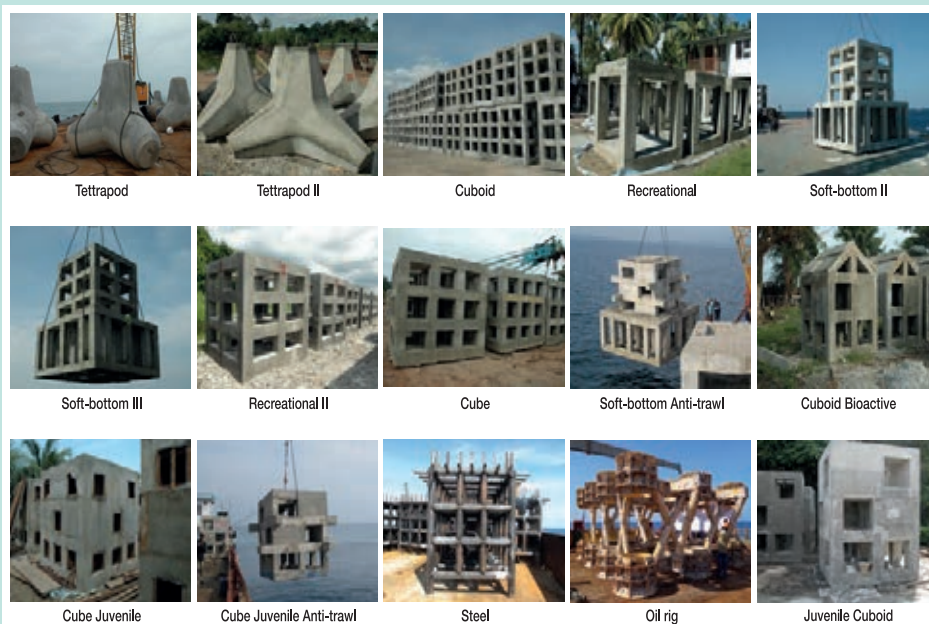 Tettrapod
Tettrapod II
Cuboid
Recreational
Soft-bottom II
Soft-bottom III
Recreational II
Cube
Soft-bottom Anti-trawl
Cuboid Bioactive
Cube Juvenile
Cube Juvenile Anti-trawl
Steel
Oil rig
Juvenile Cuboid